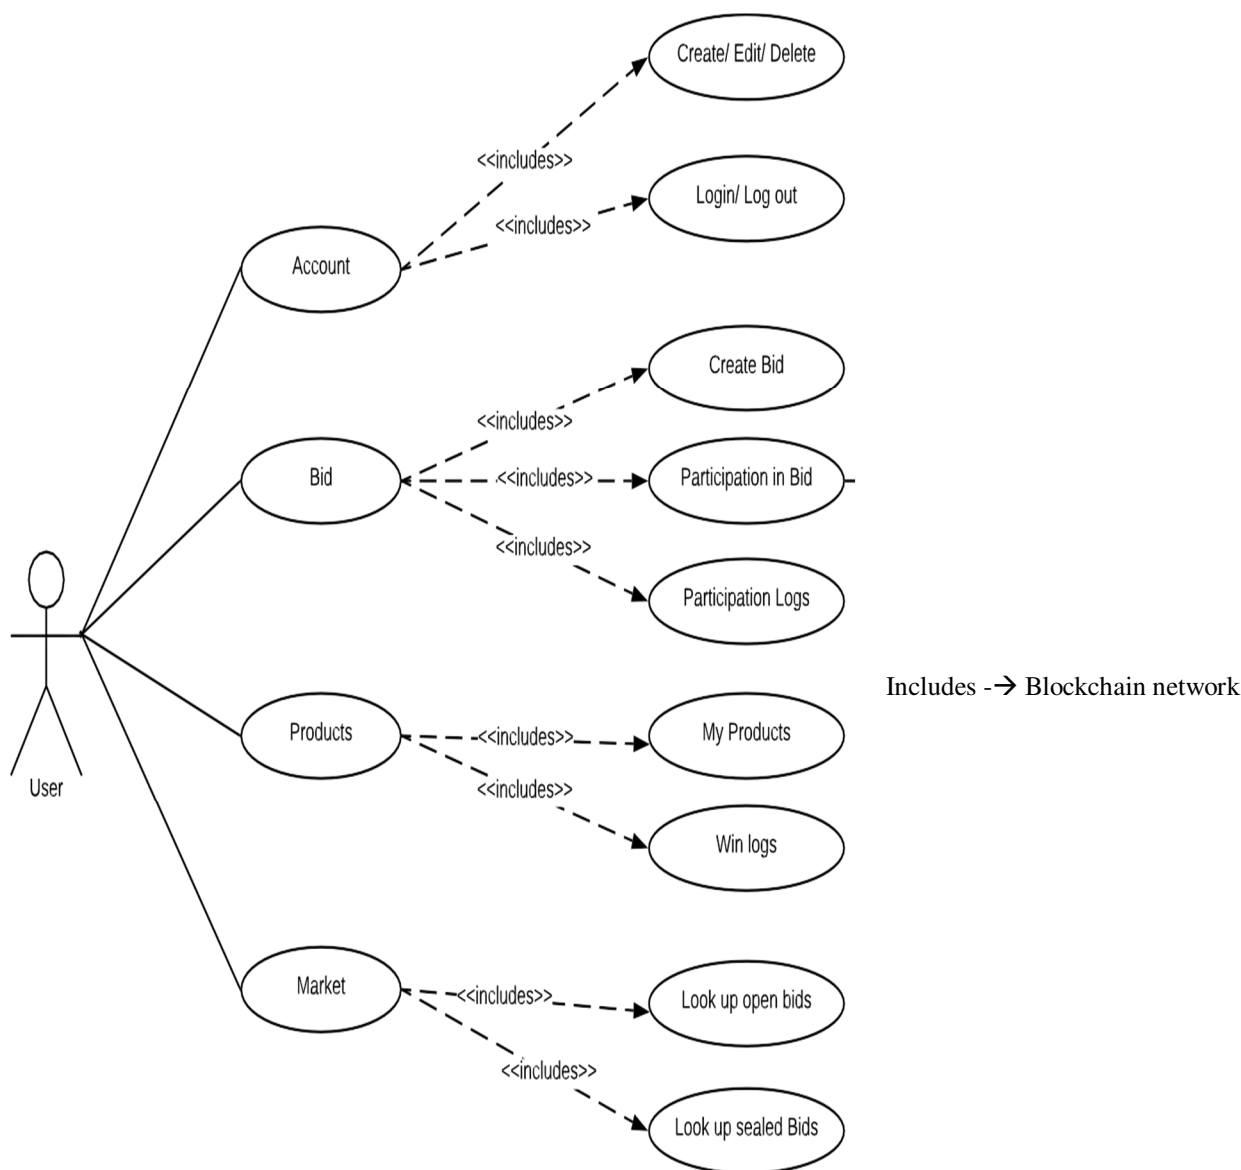 Create/ Edit/ Delete
<<includes>>
Login/ Log out
<<includes>>
Account
Create Bid
<<includes>>
Bid
<<includes>>
Participation in Bid
<<includes>>
Participation Logs
Includes -→ Blockchain network
Products
<<includes>>
My Products
User
<<includes>>
Win logs
Market
<<includes>>
Look up open bids
<<includes>>
Look up sealed Bids